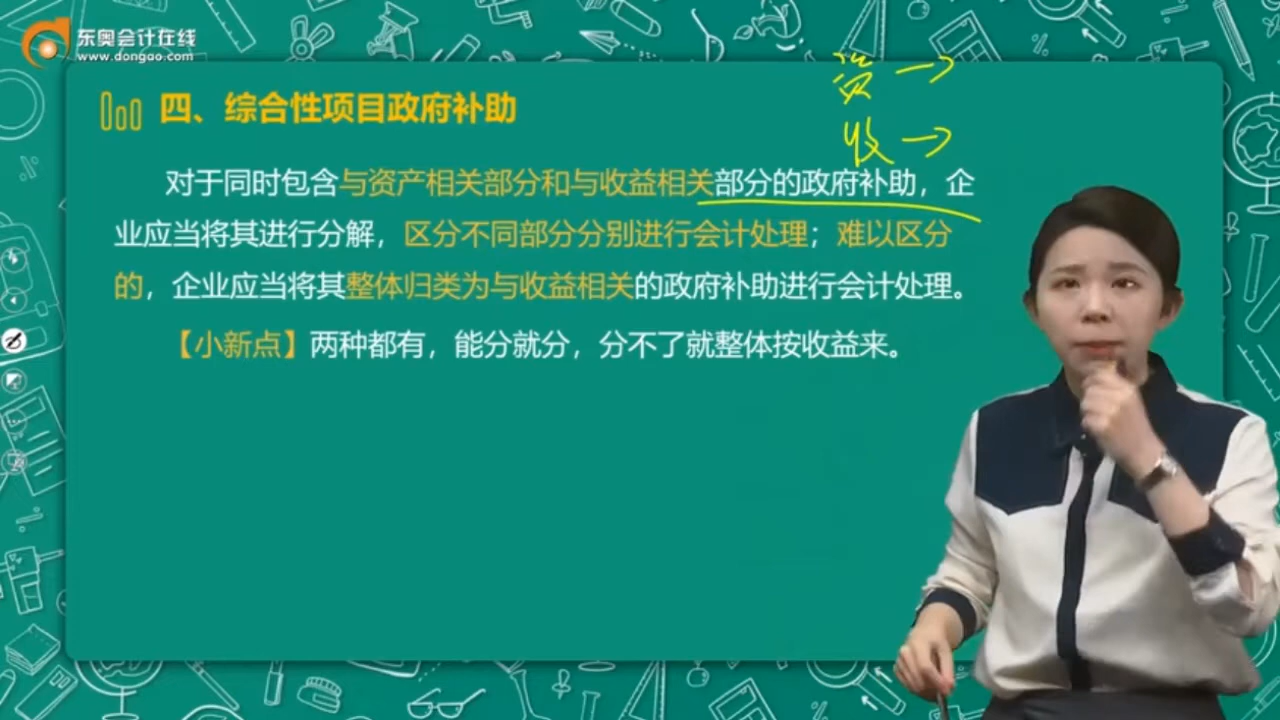 东奥会计在线
www.dongao.com
资→
收→
四、综合性项目政府补助
对于同时包含与资产相关部分和与收益相关部分的政府补助，企
业应当将其进行分解，区分不同部分分别进行会计处理；难以区分
的，企业应当将其整体归类为与收益相关的政府补助进行会计处理。
【小新点】两种都有，能分就分，分不了就整体按收益来。